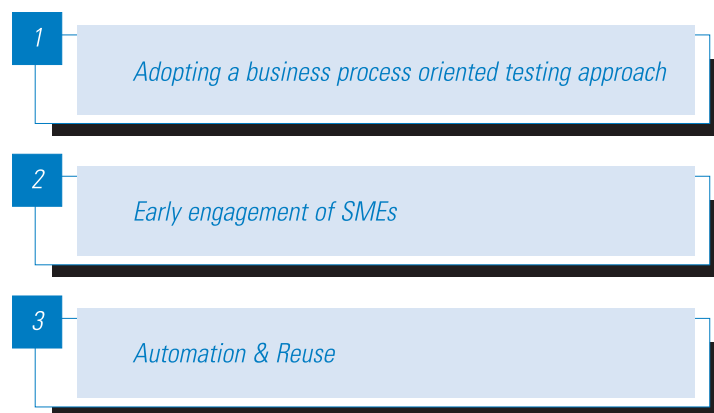 1
Adopting a business process oriented testing approach
2
Early engagement of SMEs
3
Automation & Reuse